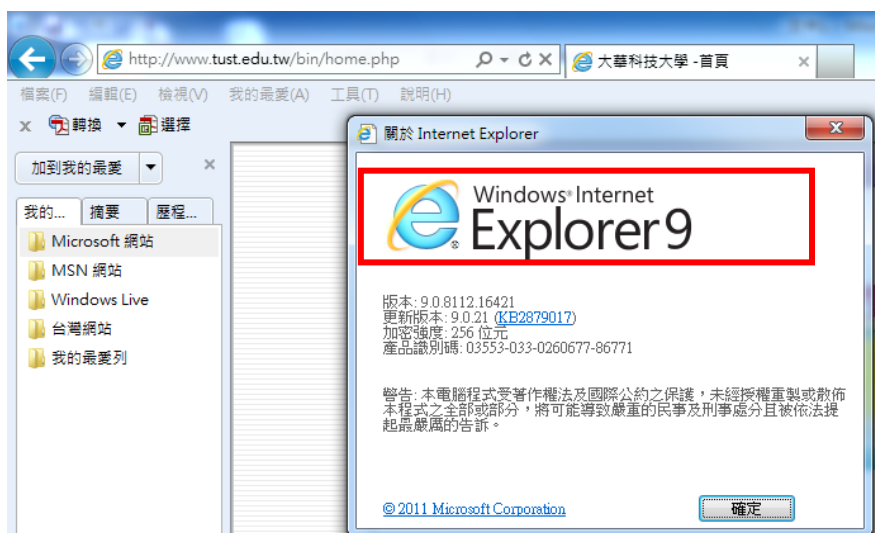 http://www.tust.edu.tw/bin/home.php
大華科技大學 -首頁
檔案(F) 編輯(E) 檢視(V) 我的最愛(A) 工具(T) 說明(H)
x 轉換 選擇
加到我的最愛
我的... 摘要 歷程...
Microsoft 網站
MSN 網站
Windows Live
台灣網站
我的最愛列
關於 Internet Explorer
Windows® Internet
Explorer 9
版本: 9.0.8112.16421
更新版本: 9.0.21 (KB2879017)
加密強度: 256 位元
產品識別碼: 03553-033-0260677-86771
警告: 本電腦程式受著作權法及國際公約之保護，未經授權重製或散佈
本程式之全部或部分，將可能導致嚴重的民事及刑事處分且被依法提
起最嚴厲的告訴。
© 2011 Microsoft Corporation
確定